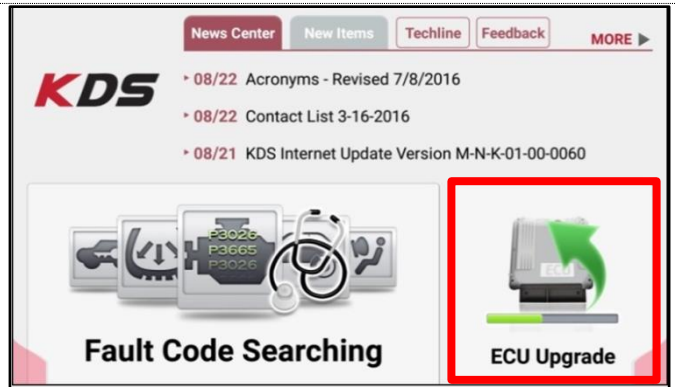 News Center New Items Techline Feedback MORE
KDS
08/22 Acronyms - Revised 7/8/2016
08/22 Contact List 3-16-2016
08/21 KDS Internet Update Version M-N-K-01-00-0060
P3026
P3665
P3026
ECU
Fault Code Searching
ECU Upgrade